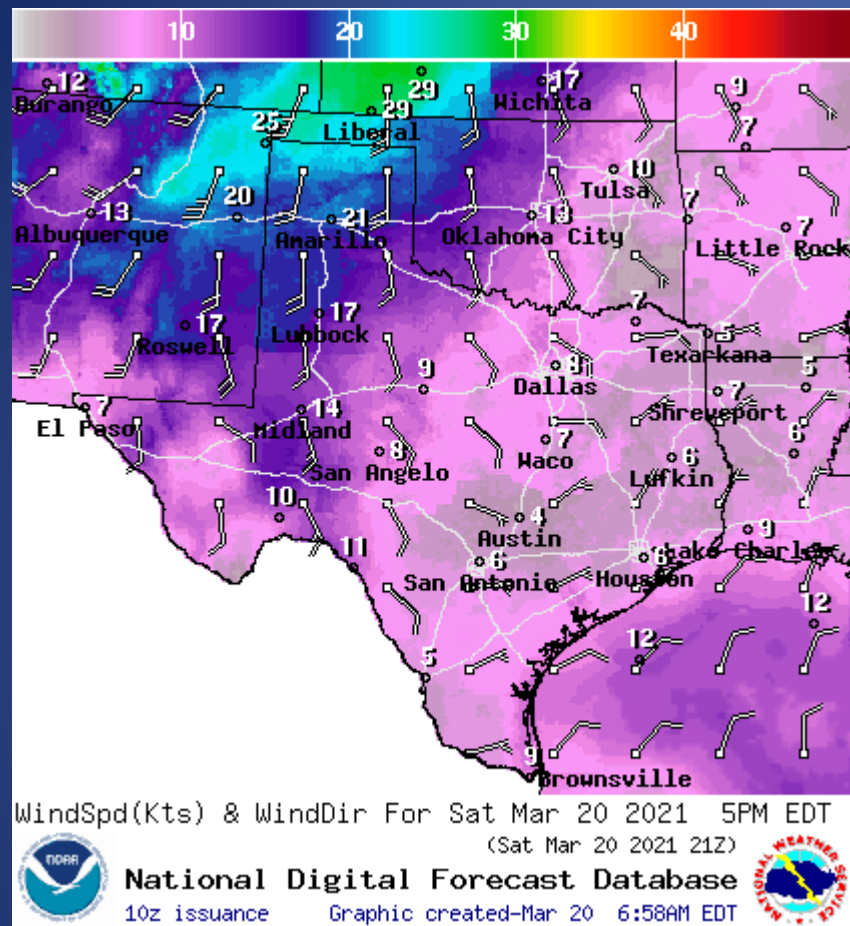 10 20 30 40
12 29 17 9
Durango Wichita
29
Liberal
25 7
10
Tulsa
13 20 21 13 7 7
Albuquerque Amarillo Oklahoma City Little Rock
17 17 7 5
Roswell Lubbock Texarkana
8
Dallas
9 7 5
7 14 Shreveport
El Paso Midland
8 7 6 6
San Angelo Waco Lufkin
10 4 9
Austin Lake Charles
11 6 8
San Antonio Houston
12
12
5
9
Brownsville
WindSpd(Kts) & WindDir For Sat Mar 20 2021 5PM EDT
(Sat Mar 20 2021 21Z)
NOAA
National Digital Forecast Database
10z issuance Graphic created-Mar 20 6:58AM EDT
NATIONAL WEATHER SERVICE